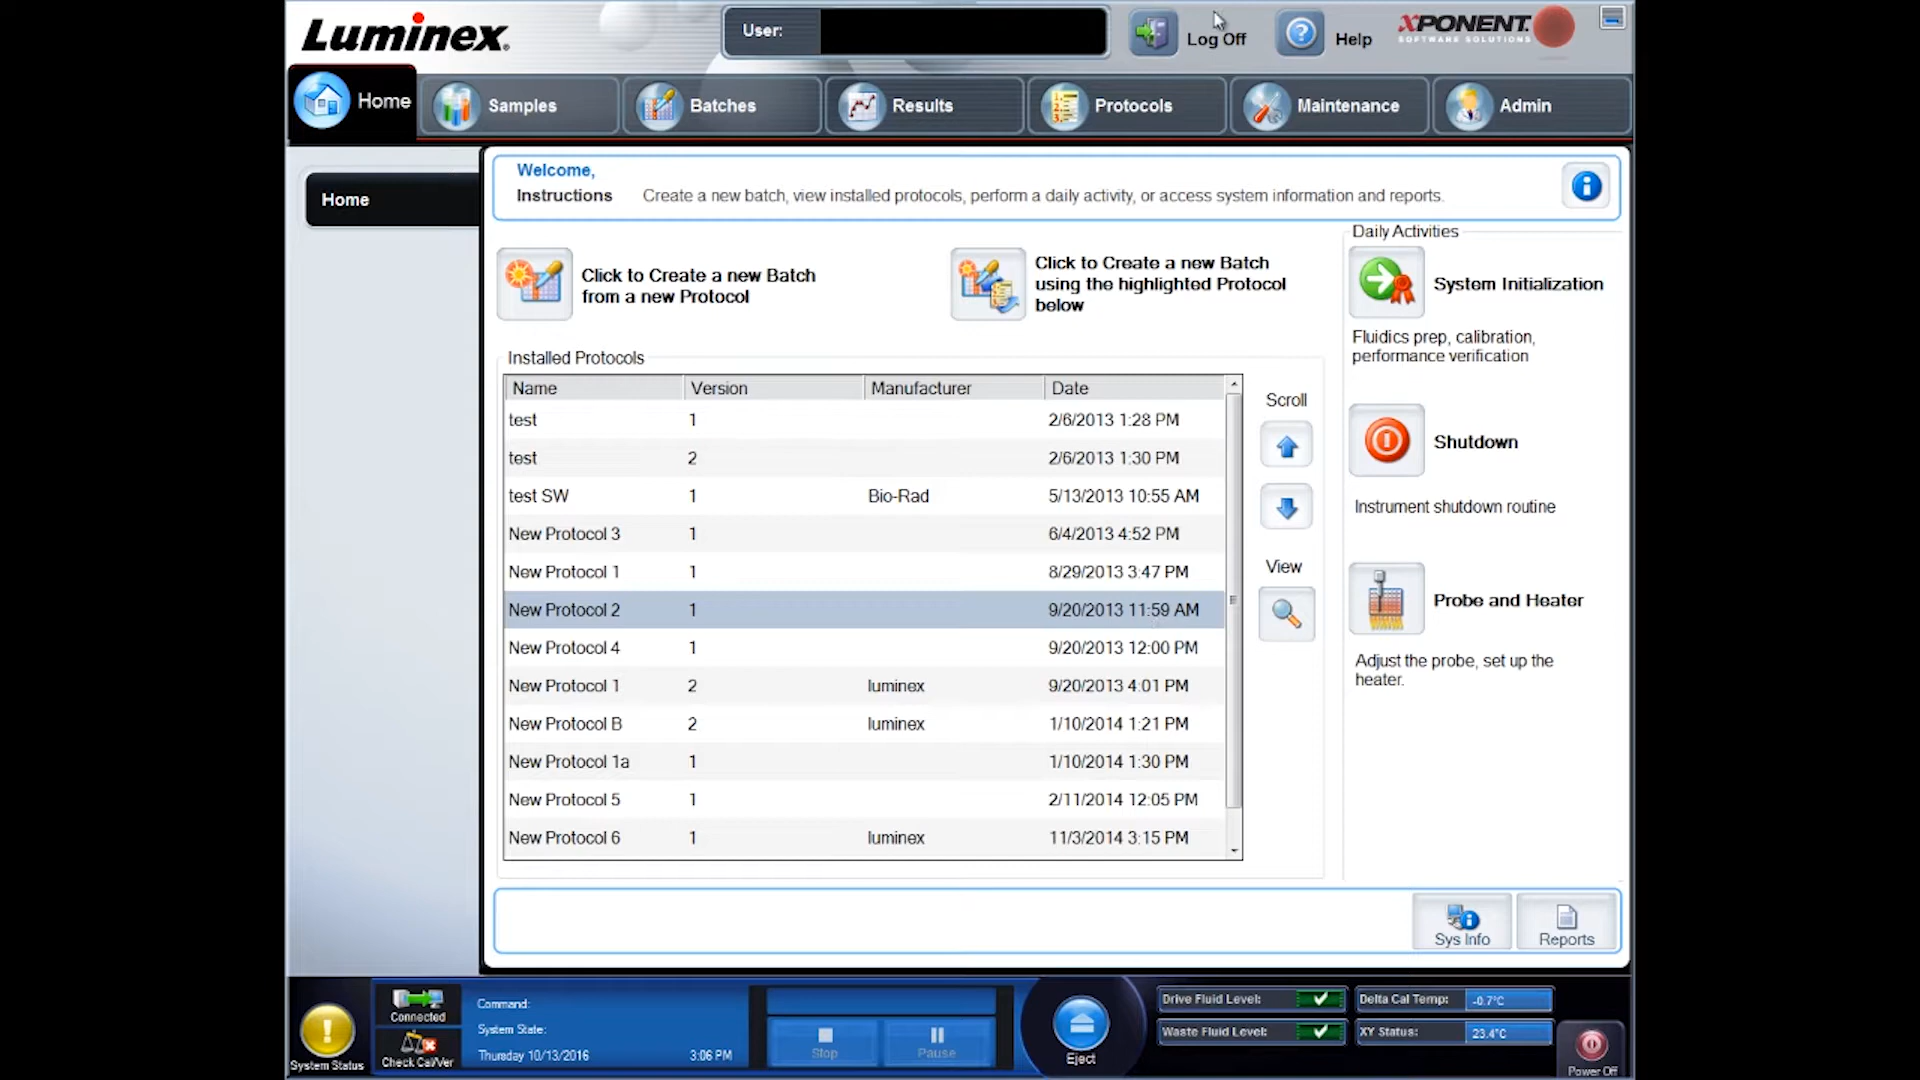 Luminex.
User:
Log Off
Help
XPONENT.
SOFTWARE SOLUTIONS
Home
Samples
Batches
Results
Protocols
Maintenance
Admin
Home
Welcome,
Instructions Create a new batch, view installed protocols, perform a daily activity, or access system information and reports.
Click to Create a new Batch
from a new Protocol
Click to Create a new Batch
using the highlighted Protocol
below
Daily Activities
System Initialization
Fluidics prep, calibration,
performance verification
Shutdown
Instrument shutdown routine
Probe and Heater
Adjust the probe, set up the
heater.
Installed Protocols
Name Version Manufacturer Date
test 1 2/6/2013 1:28 PM
test 2 2/6/2013 1:30 PM
test SW 1 Bio-Rad 5/13/2013 10:55 AM
New Protocol 3 1 6/4/2013 4:52 PM
New Protocol 1 1 8/29/2013 3:47 PM
New Protocol 2 1 9/20/2013 11:59 AM
New Protocol 4 1 9/20/2013 12:00 PM
New Protocol 1 2 luminex 9/20/2013 4:01 PM
New Protocol B 2 luminex 1/10/2014 1:21 PM
New Protocol 1a 1 1/10/2014 1:30 PM
New Protocol 5 1 2/11/2014 12:05 PM
New Protocol 6 1 luminex 11/3/2014 3:15 PM
Scroll
View
Sys Info
Reports
System Status
Connected
Check Cal/Ver
Command:
System State:
Thursday 10/13/2016 3:06 PM
Stop
Pause
Eject
Drive Fluid Level:
Waste Fluid Level:
Delta Cal Temp: -0.7°C
XY Status: 23.4°C
Power Off